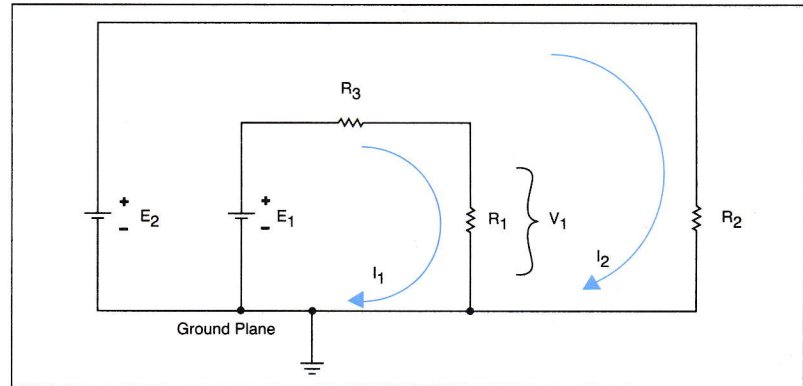 R3
+
E2
-
+
E1
-
R1
V1
R2
I1
I2
Ground Plane